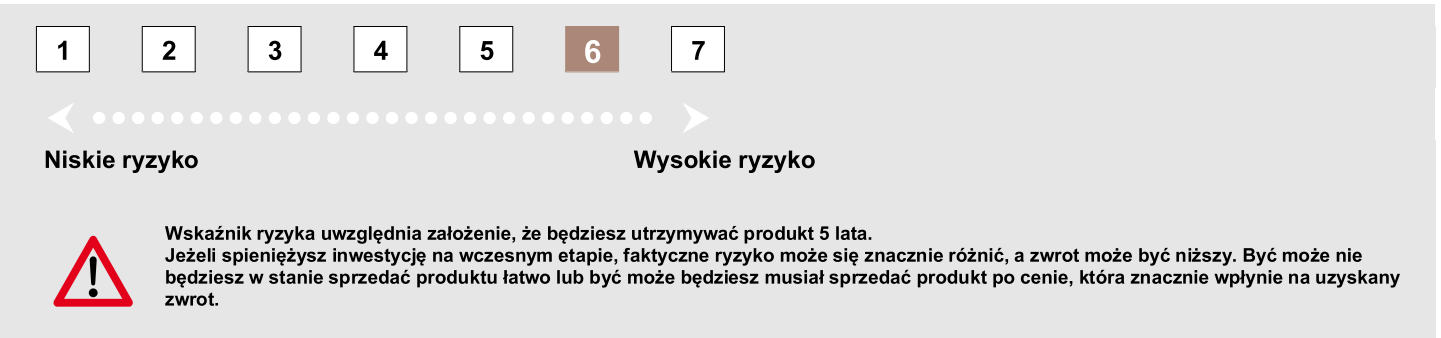 1 2 3 4 5 6 7
Niskie ryzyko Wysokie ryzyko
Wskaźnik ryzyka uwzględnia założenie, że będziesz utrzymywać produkt 5 lata.
Jeżeli spieniężysz inwestycję na wczesnym etapie, faktyczne ryzyko może się znacznie różnić, a zwrot może być niższy. Być może nie
będziesz w stanie sprzedać produktu łatwo lub być może będziesz musiał sprzedać produkt po cenie, która znacznie wpłynie na uzyskany
zwrot.